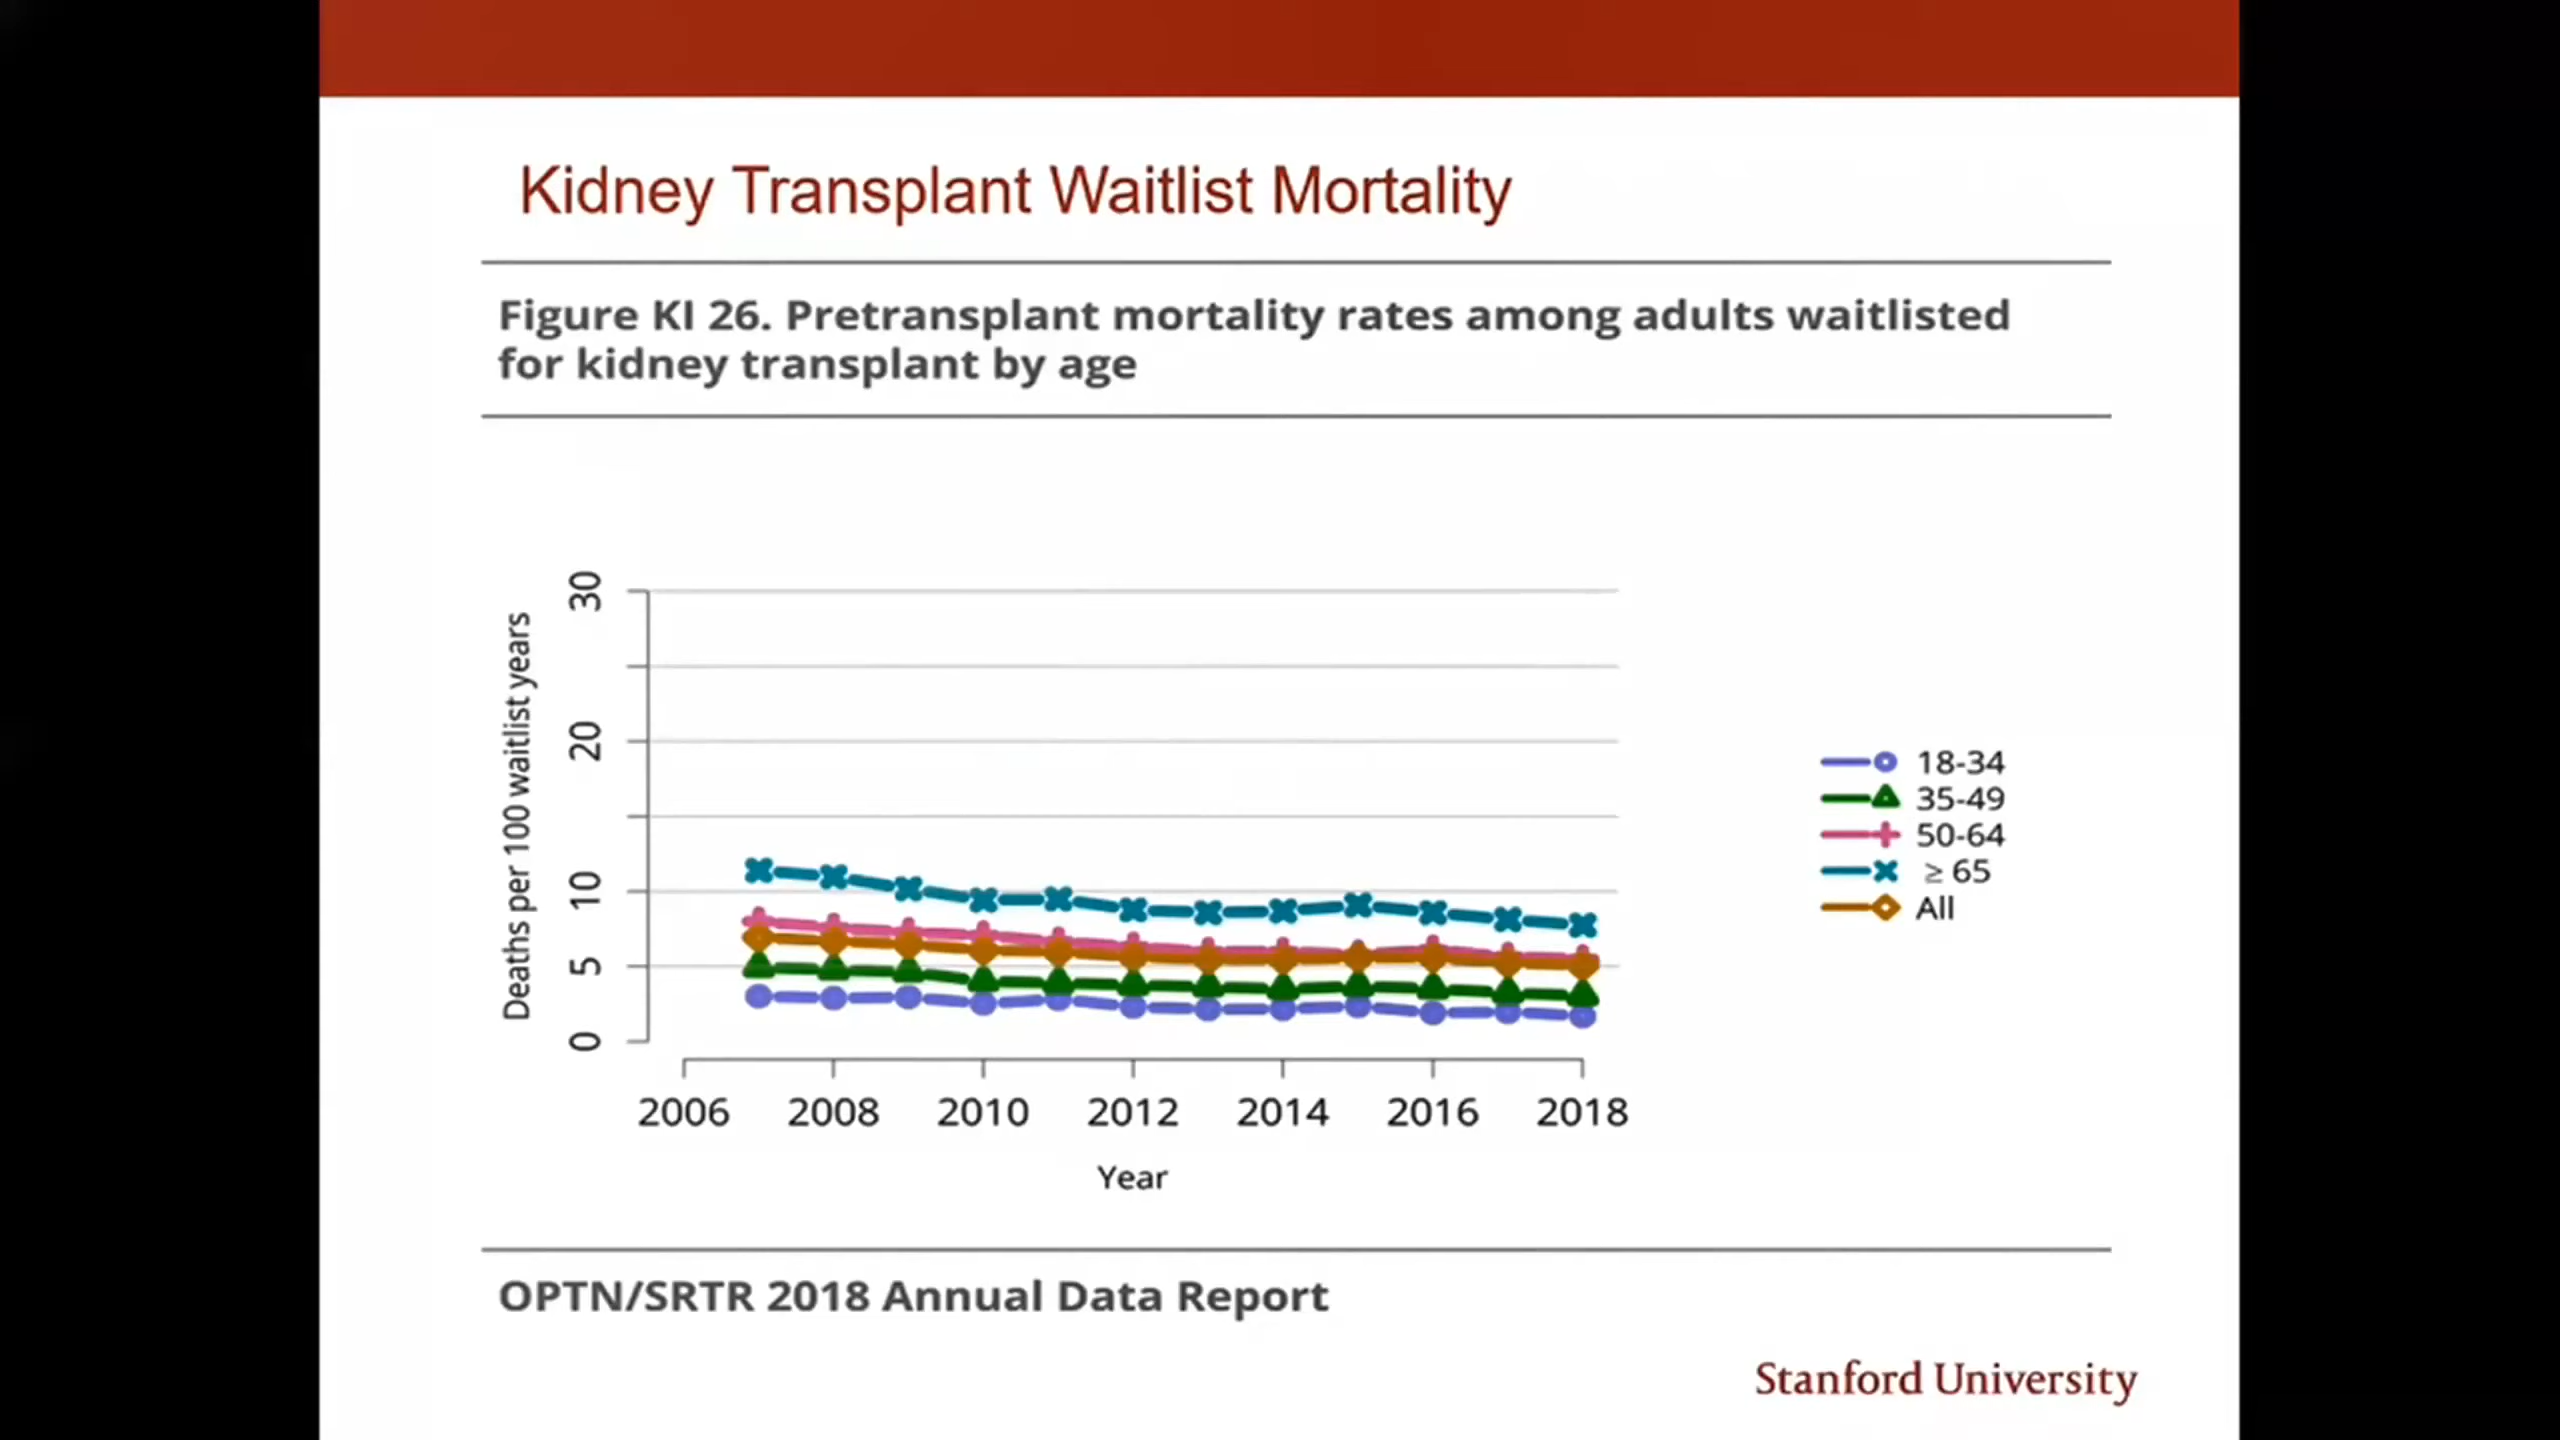 Kidney Transplant Waitlist Mortality
Figure KI 26. Pretransplant mortality rates among adults waitlisted
for kidney transplant by age
Deaths per 100 waitlist years
30
20
10
5
0
2006 2008 2010 2012 2014 2016 2018
Year
18-34
35-49
50-64
≥ 65
All
OPTN/SRTR 2018 Annual Data Report
Stanford University